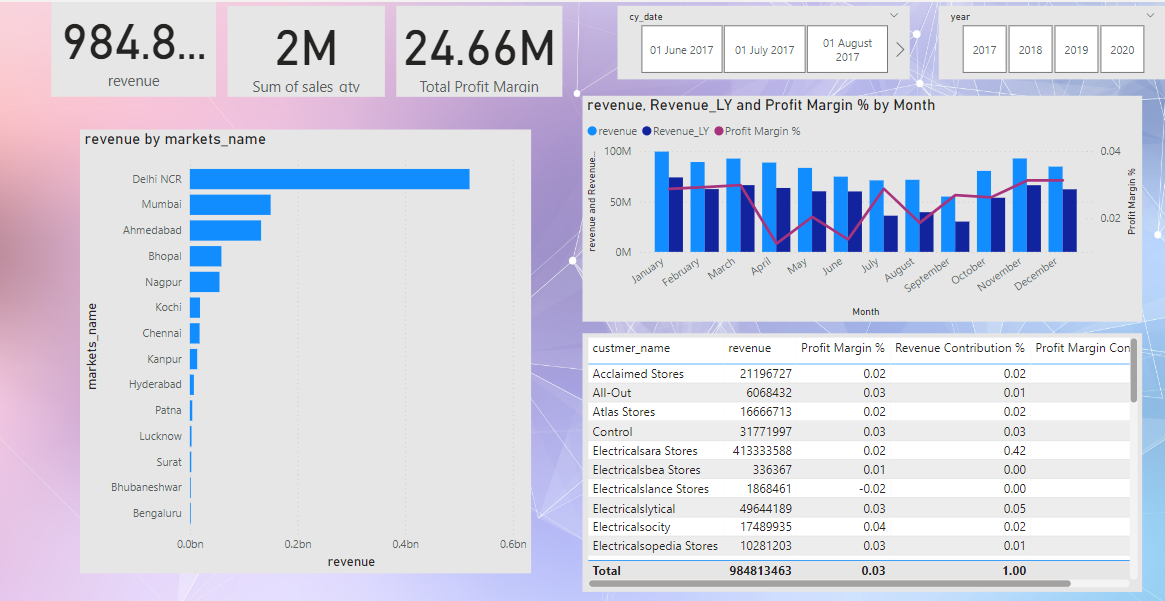 984.8...
revenue
2M
Sum of sales_qty
24.66M
Total Profit Margin
cy_date
01 June 2017
01 July 2017
01 August
2017
year
2017
2018
2019
2020
revenue by markets_name
markets_name
Delhi NCR
Mumbai
Ahmedabad
Bhopal
Nagpur
Kochi
Chennai
Kanpur
Hyderabad
Patna
Lucknow
Surat
Bhubaneshwar
Bengaluru
0.0bn 0.2bn 0.4bn 0.6bn
revenue
revenue, Revenue_LY and Profit Margin % by Month
revenue Revenue_LY Profit Margin %
revenue and Revenue...
100M
50M
0M
0.04
0.02
Profit Margin %
January February March April May June July August September October November December
Month
custmer_name revenue Profit Margin % Revenue Contribution % Profit Margin Con
Acclaimed Stores 21196727 0.02 0.02
All-Out 6068432 0.03 0.01
Atlas Stores 16666713 0.02 0.02
Control 31771997 0.03 0.03
Electricalsara Stores 413333588 0.02 0.42
Electricalsbea Stores 336367 0.01 0.00
Electricalslance Stores 1868461 -0.02 0.00
Electricalslytical 49644189 0.03 0.05
Electricalsocity 17489935 0.04 0.02
Electricalsopedia Stores 10281203 0.03 0.01
Total 984813463 0.03 1.00